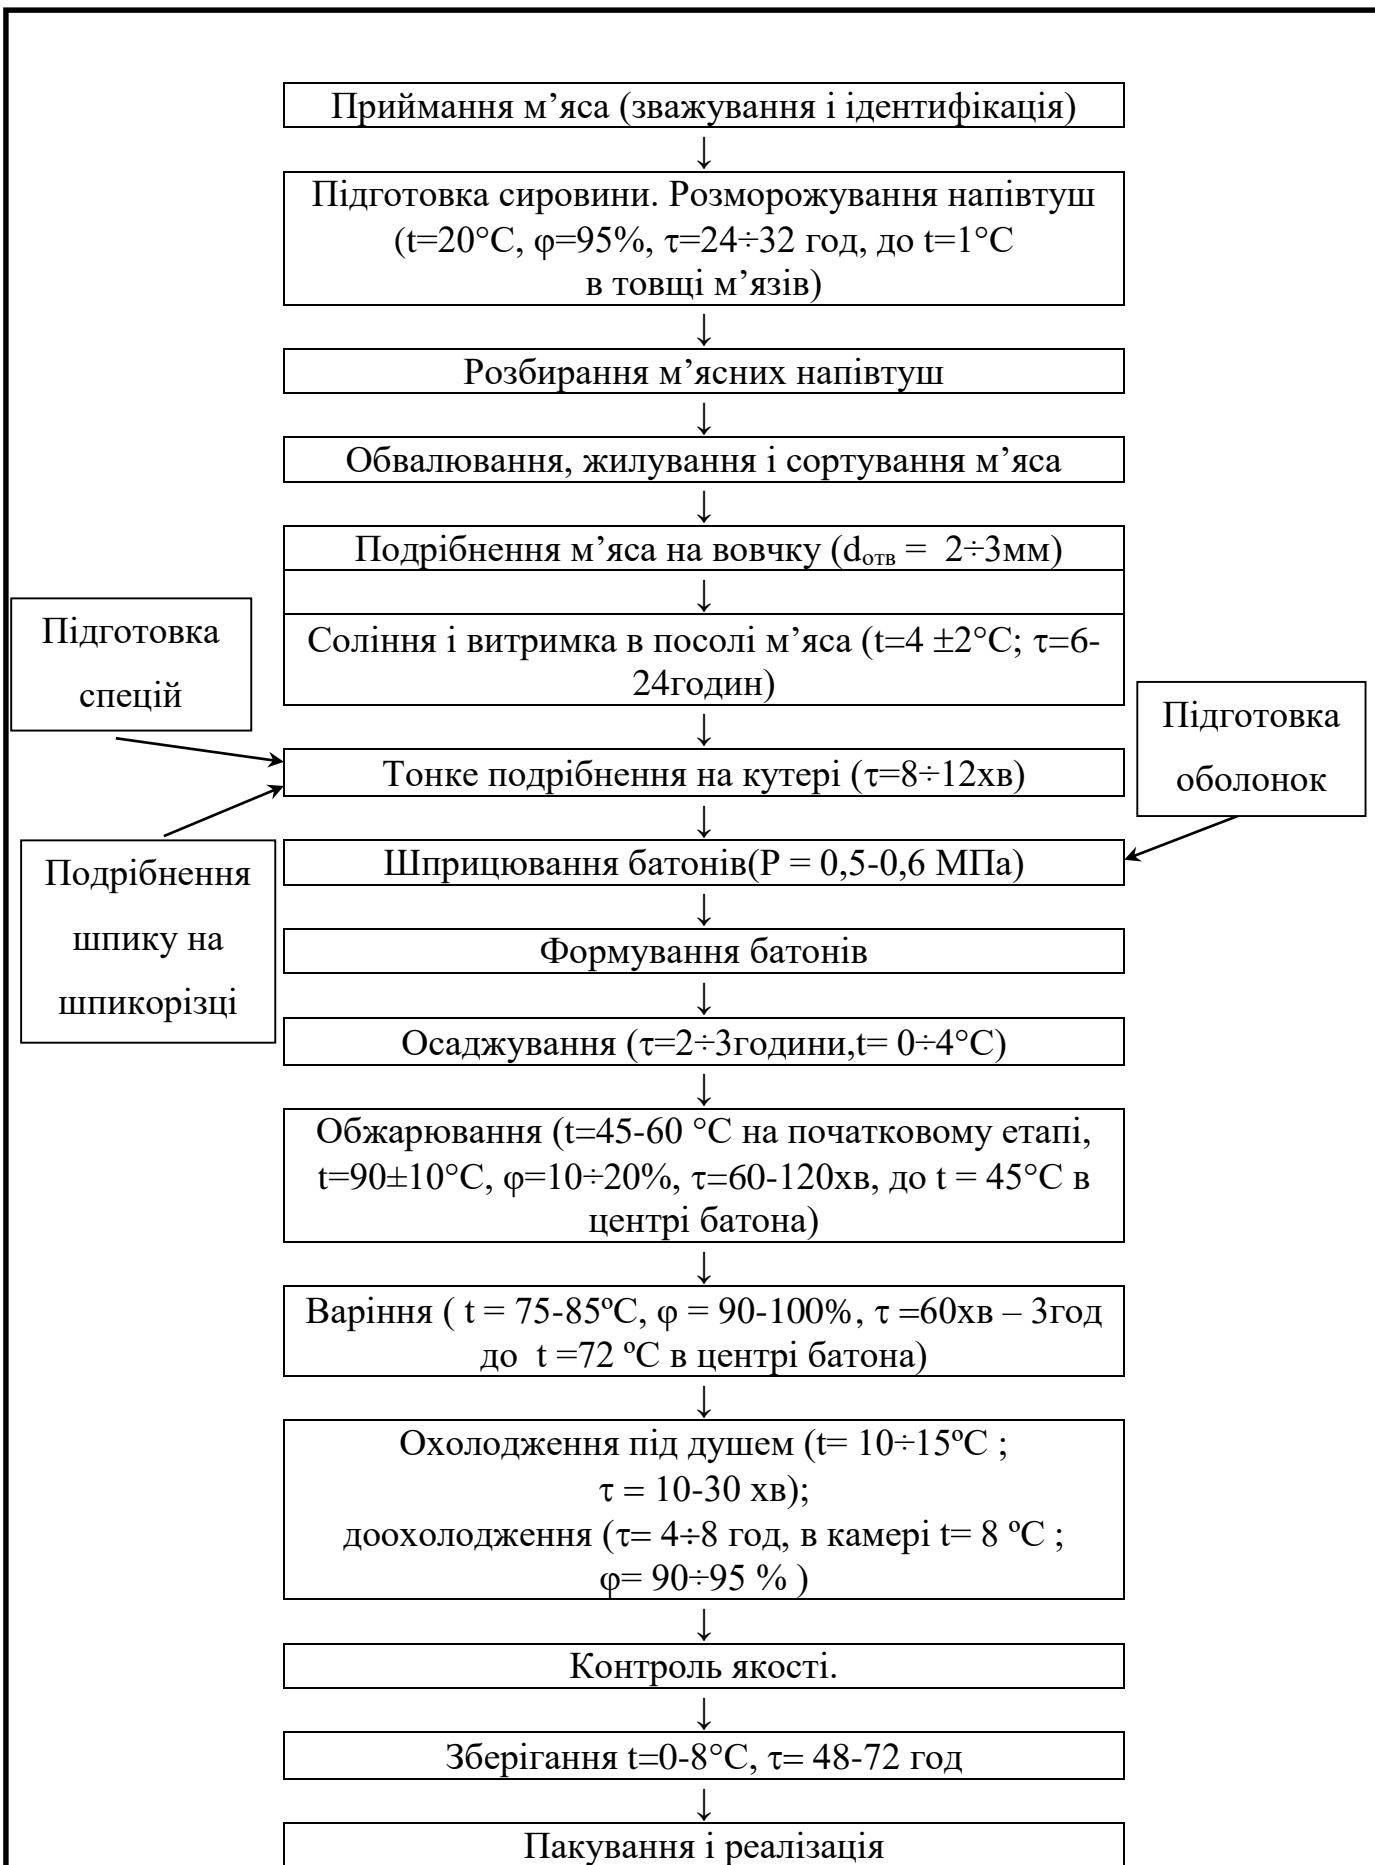 Приймання м’яса (зважування і ідентифікація)
↓
Підготовка сировини. Розморожування напівтуш
(t=20°С, φ=95%, τ=24÷32 год, до t=1°С
в товщі м’язів)
↓
Розбирання м’ясних напівтуш
↓
Обвалювання, жилування і сортування м’яса
↓
Подрібнення м’яса на вовчку (dотв = 2÷3мм)
↓
Соління і витримка в посолі м’яса (t=4 ±2°С; τ=6-
24годин)
↓
Підготовка
спецій
Тонке подрібнення на кутері (τ=8÷12хв)
↓
Підготовка
оболонок
Подрібнення
шпику на
шпикорізці
Шприцювання батонів(Р = 0,5-0,6 МПа)
↓
Формування батонів
↓
Осаджування (τ=2÷3години,t= 0÷4°С)
↓
Обжарювання (t=45-60 °С на початковому етапі,
t=90±10°С, φ=10÷20%, τ=60-120хв, до t = 45°С в
центрі батона)
↓
Варіння ( t = 75-85ºС, φ = 90-100%, τ =60хв – 3год
до t =72 ºС в центрі батона)
↓
Охолодження під душем (t= 10÷15ºС ;
τ = 10-30 хв);
доохолодження (τ= 4÷8 год, в камері t= 8 ºС ;
φ= 90÷95 % )
↓
Контроль якості.
↓
Зберігання t=0-8°С, τ= 48-72 год
↓
Пакування і реалізація